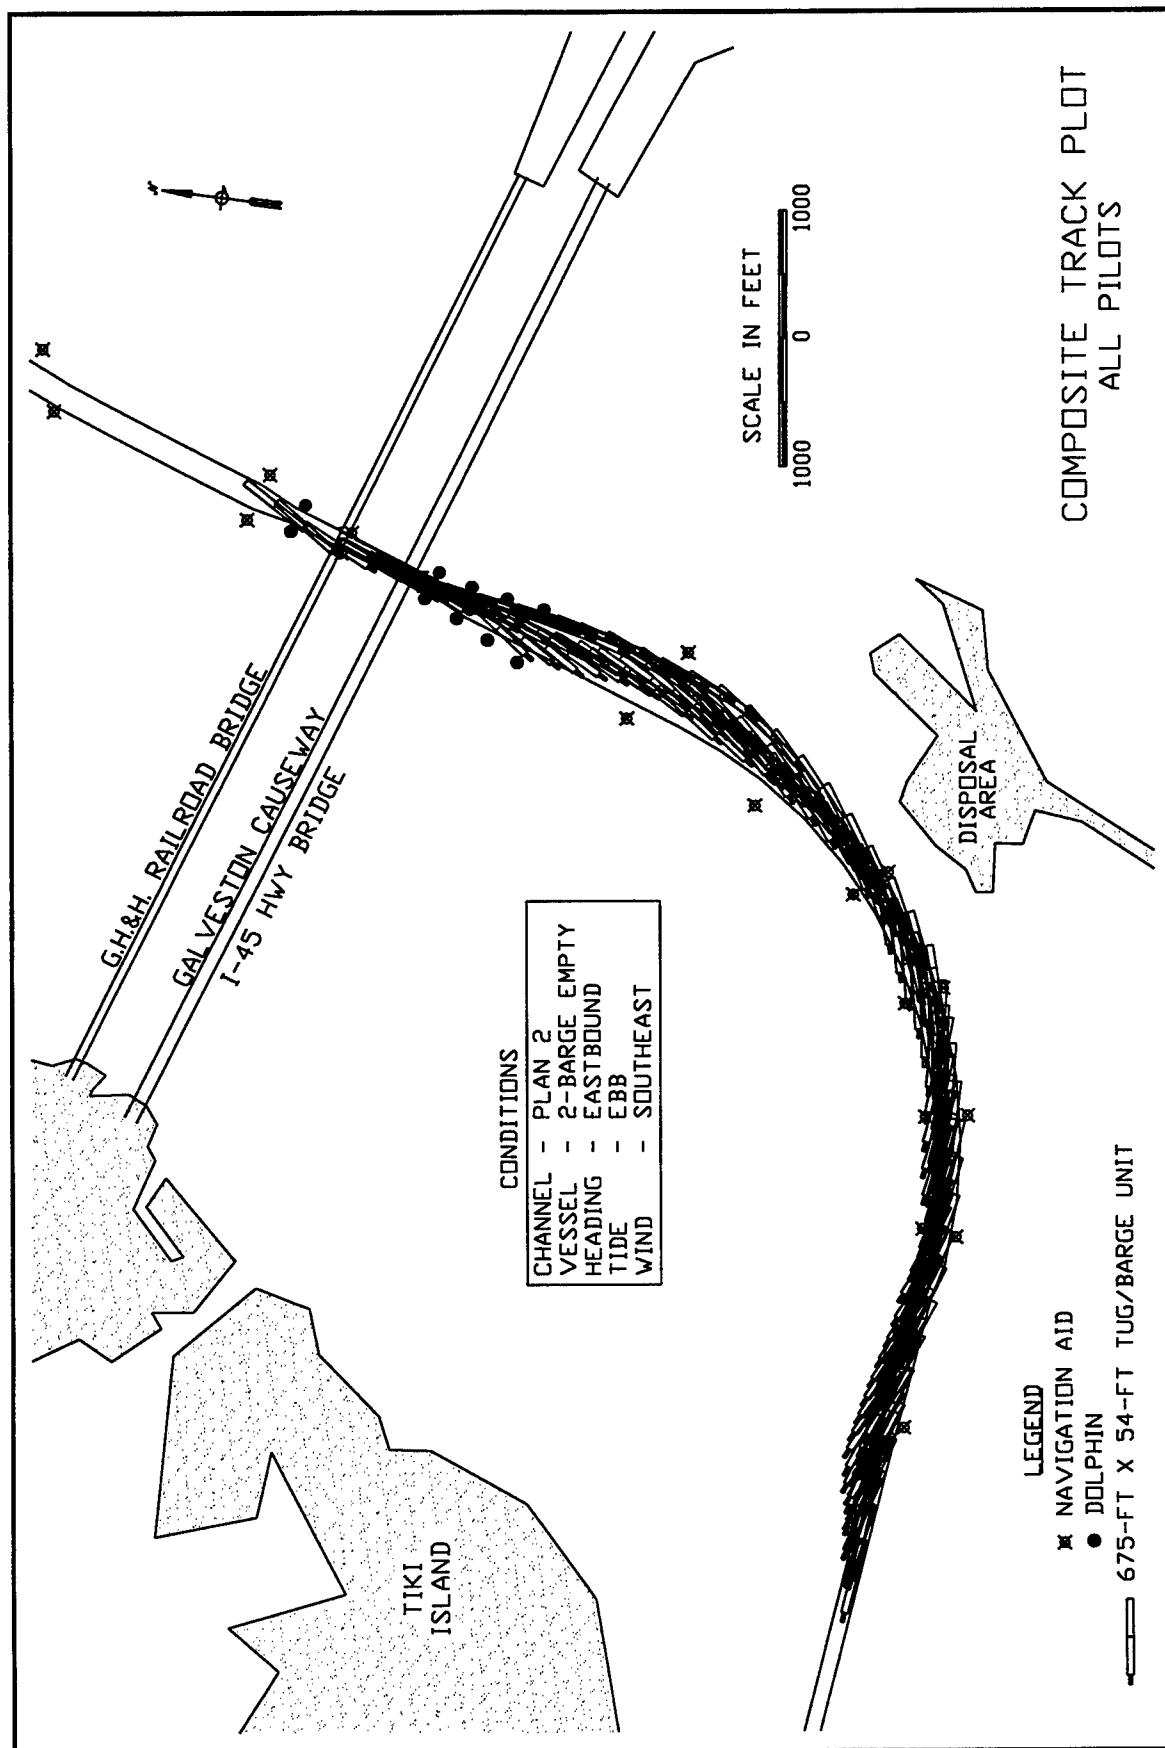 N
G.H.&H. RAILROAD BRIDGE
GALVESTON CAUSEWAY
I-45 HWY BRIDGE
TIKI
ISLAND
CONDITIONS
CHANNEL - PLAN 2
VESSEL - 2-BARGE EMPTY
HEADING - EASTBOUND
TIDE - EBB
WIND - SOUTHEAST
SCALE IN FEET
1000 0 1000
DISPOSAL
AREA
LEGEND
NAVIGATION AID
DOLPHIN
675-FT X 54-FT TUG/BARGE UNIT
COMPOSITE TRACK PLOT
ALL PILOTS